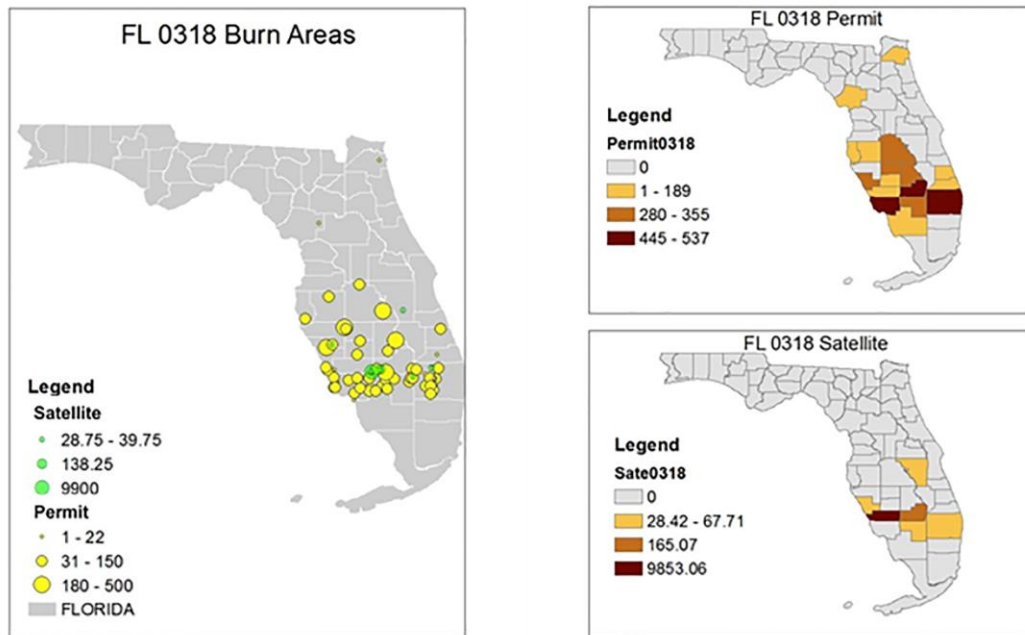 FL 0318 Burn Areas
Legend
Satellite
28.75 - 39.75
138.25
9900
Permit
1 - 22
31 - 150
180 - 500
FLORIDA
FL 0318 Permit
Legend
Permit0318
0
1 - 189
280 - 355
445 - 537
FL 0318 Satellite
Legend
Sate0318
0
28.42 - 67.71
165.07
9853.06